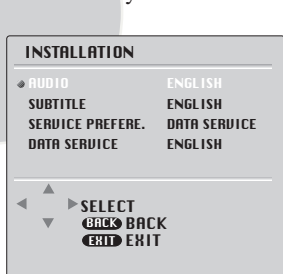 INSTALLATION
AUDIO ENGLISH
SUBTITLE ENGLISH
SERVICE PREFERE. DATA SERVICE
DATA SERVICE ENGLISH
SELECT
BACK BACK
EXIT EXIT